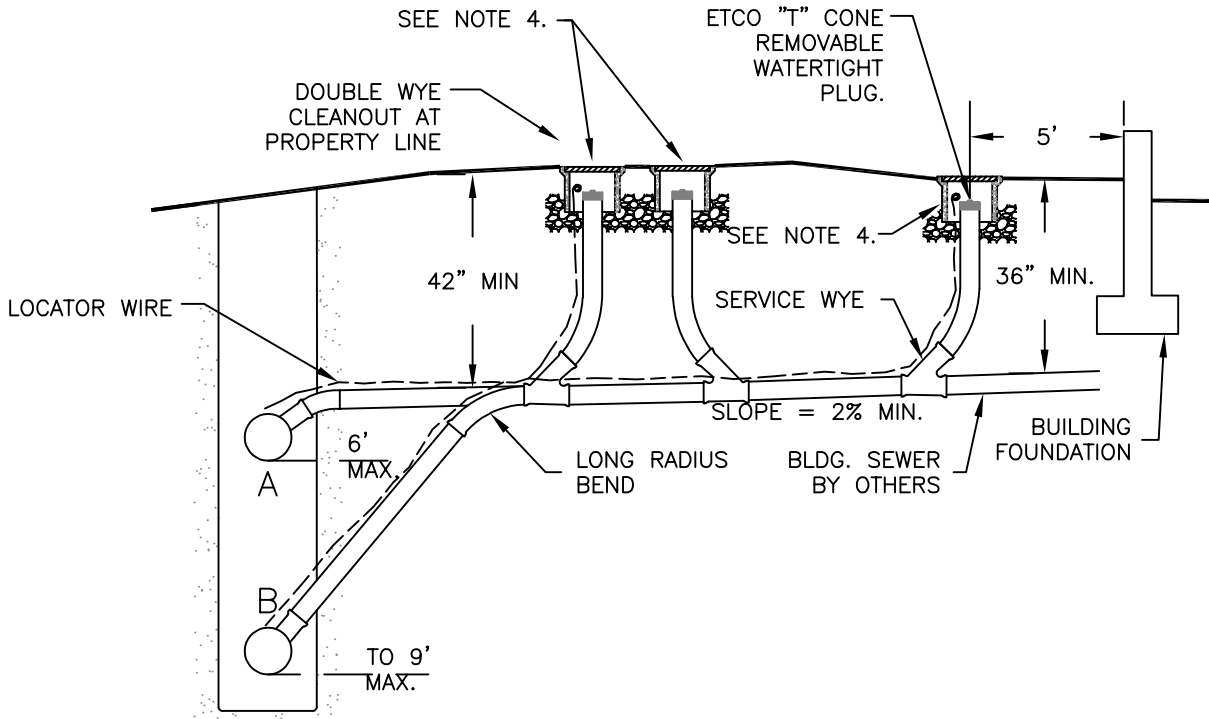 SEE NOTE 4.
ETCO "T" CONE
REMOVABLE
WATERTIGHT
PLUG.
DOUBLE WYE
CLEANOUT AT
PROPERTY LINE
5'
SEE NOTE 4.
42" MIN
36" MIN.
LOCATOR WIRE
SERVICE WYE
SLOPE = 2% MIN.
6'
MAX.
A
LONG RADIUS
BEND
BLDG. SEWER
BY OTHERS
BUILDING
FOUNDATION
B
TO 9'
MAX.